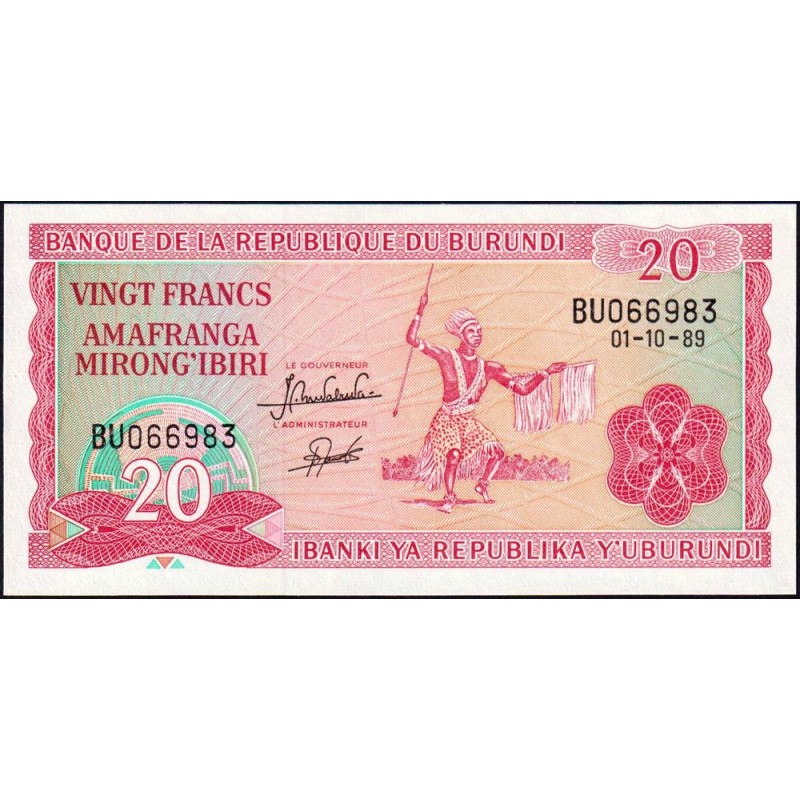 BANQUE DE LA REPUBLIQUE DU BURUNDI
20
VINGT FRANCS
AMAFRANGA
MIRONG'IBIRI
BU066983
01-10-89
LE GOUVERNEUR
L'ADMINISTRATEUR
BU066983
20
IBANKI YA REPUBLIKA Y'UBURUNDI